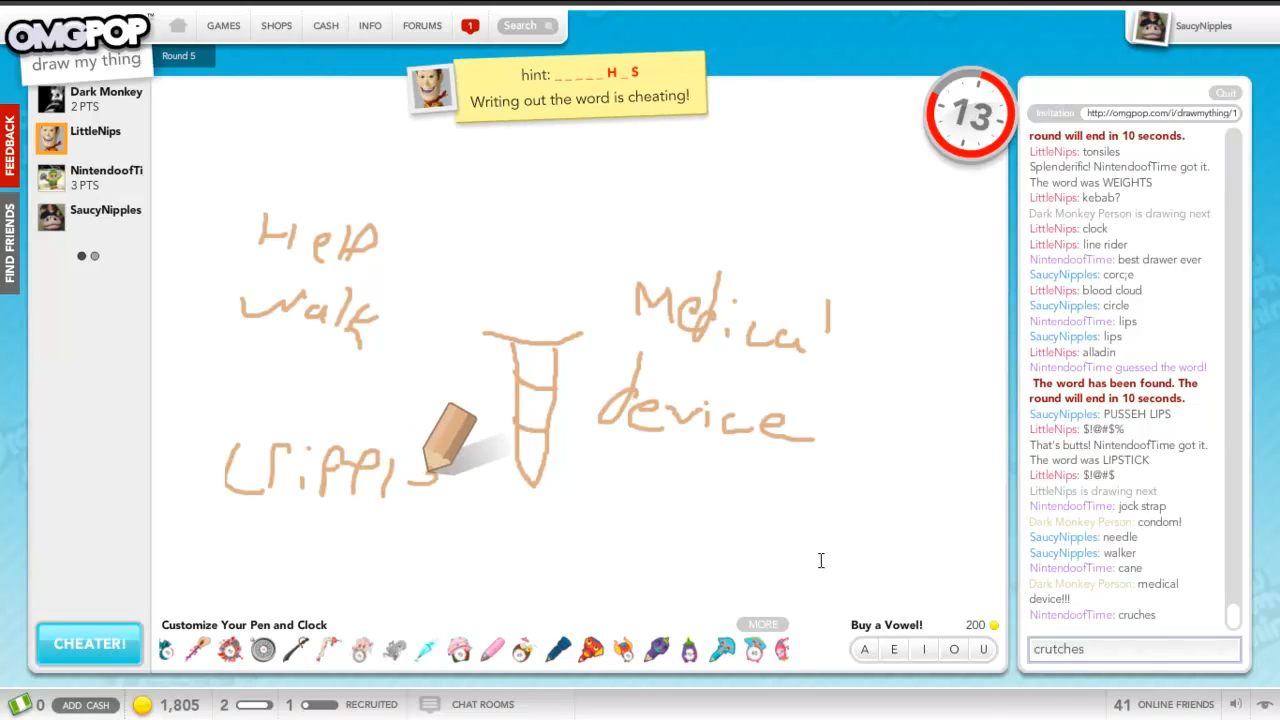 OMGPOP
draw my thing
GAMES
SHOPS
CASH
INFO
FORUMS
1
Search
SaucyNipples
Round 5
hint: _ _ _ _ _ H _ S
Writing out the word is cheating!
13
FEEDBACK
FIND FRIENDS
Dark Monkey
2 PTS
LittleNips
NintendoofTi
3 PTS
SaucyNipples
Help
Walk
Medical
device
Quit
Invitation
http://omgpop.com/i/drawmything/1
round will end in 10 seconds.
LittleNips: tonsiles
Splenderific! NintendoofTime got it.
The word was WEIGHTS
LittleNips: kebab?
Dark Monkey Person is drawing next
LittleNips: clock
LittleNips: line rider
NintendoofTime: best drawer ever
SaucyNipples: corc;e
LittleNips: blood cloud
SaucyNipples: circle
NintendoofTime: lips
SaucyNipples: lips
LittleNips: alladin
NintendoofTime guessed the word!
The word has been found. The
round will end in 10 seconds.
SaucyNipples: PUSSEH LIPS
LittleNips: $!@#$%
That's butts! NintendoofTime got it.
The word was LIPSTICK
LittleNips: $!@#$
LittleNips is drawing next
NintendoofTime: jock strap
Dark Monkey Person: condom!
SaucyNipples: needle
SaucyNipples: walker
NintendoofTime: cane
Dark Monkey Person: medical
device!!!
NintendoofTime: cruches
crutches
CHEATER!
Customize Your Pen and Clock
MORE
Buy a Vowel!
200
A E I O U
0
ADD CASH
1,805
2
1
RECRUITED
CHAT ROOMS
41 ONLINE FRIENDS